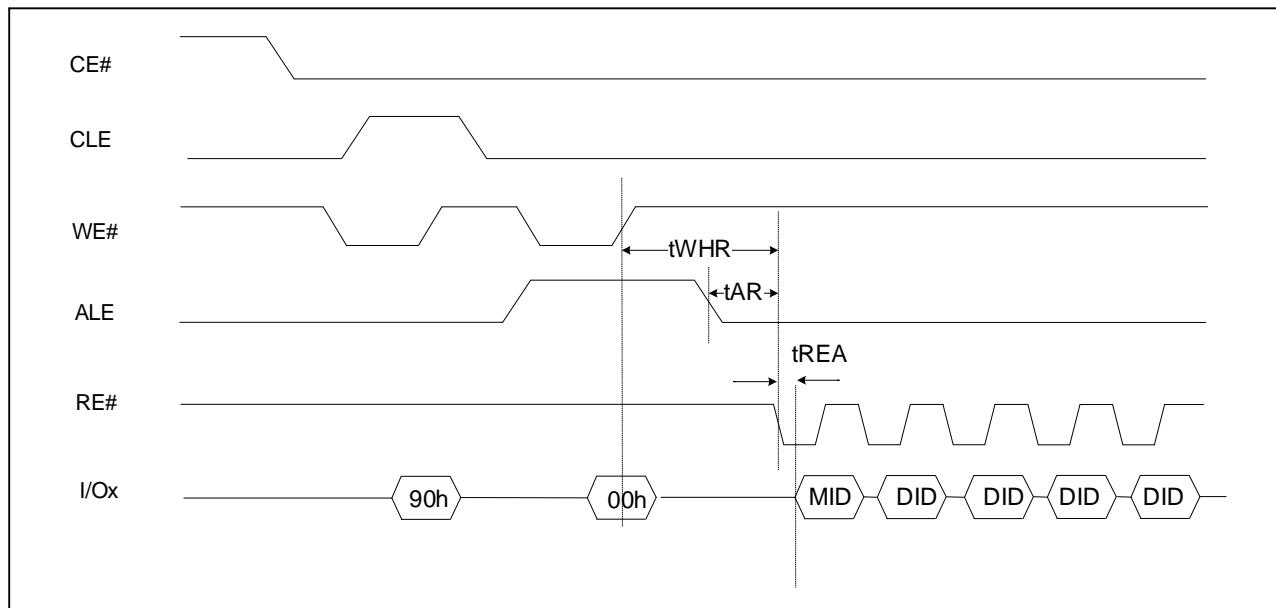 CE#
CLE
WE#
tWHR
tAR
ALE
tREA
RE#
I/Ox
90h 00h MID DID DID DID DID